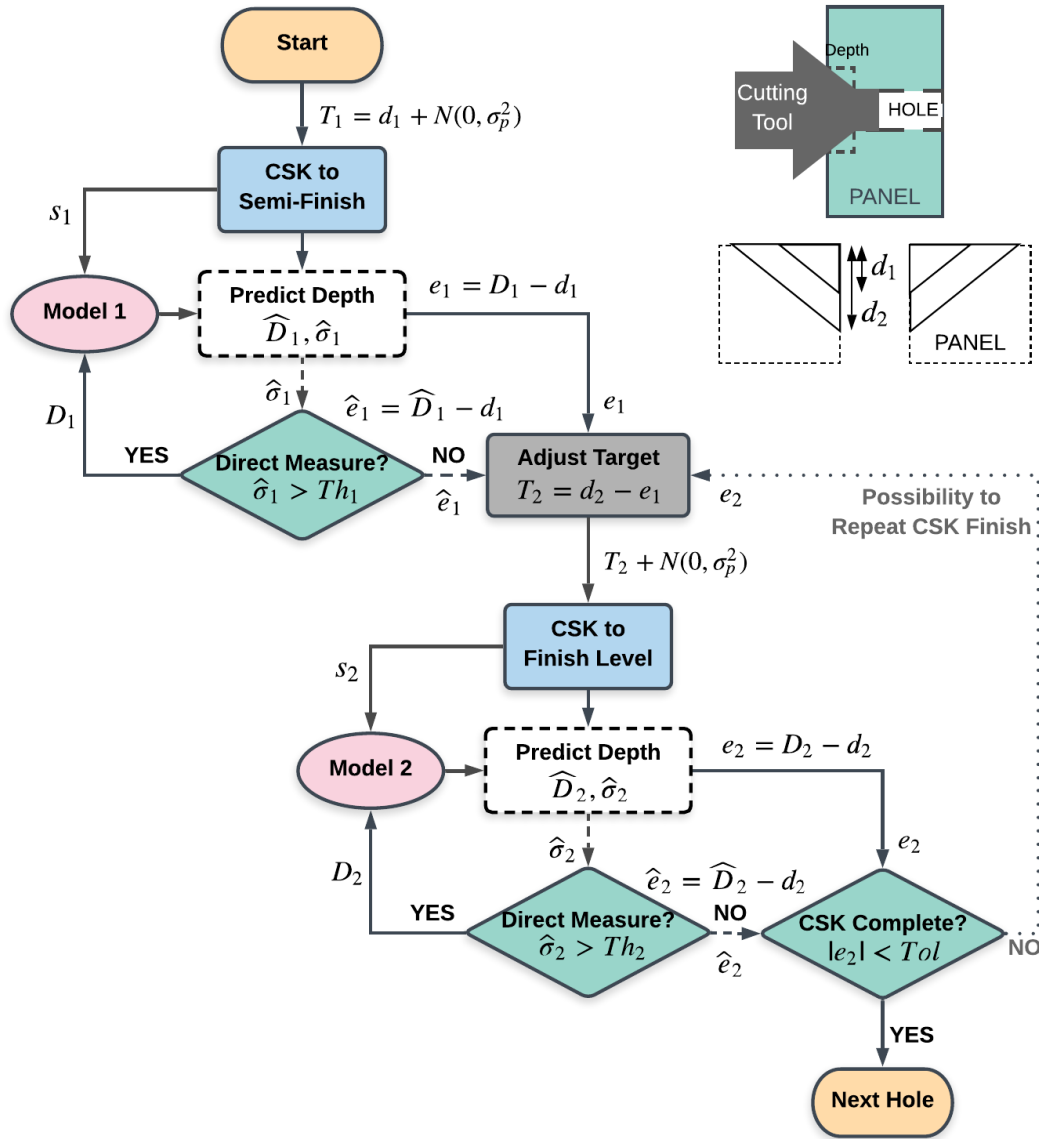 Start
T₁ = d₁ + N(0, σₚ²)
CSK to
Semi-Finish
s₁
Model 1
Predict Depth
D̂₁, σ̂₁
e₁ = D₁ − d₁
σ̂₁
ê₁ = D̂₁ − d₁
e₁
D₁
YES
Direct Measure?
σ̂₁ > Th₁
NO
ê₁
Adjust Target
T₂ = d₂ − e₁
e₂
Possibility to
Repeat CSK Finish
T₂ + N(0, σₚ²)
CSK to
Finish Level
s₂
Model 2
Predict Depth
D̂₂, σ̂₂
e₂ = D₂ − d₂
σ̂₂
ê₂ = D̂₂ − d₂
e₂
D₂
YES
Direct Measure?
σ̂₂ > Th₂
NO
ê₂
CSK Complete?
|e₂| < Tol
NO
YES
Next Hole
Depth
Cutting
Tool
HOLE
PANEL
d₁
d₂
PANEL